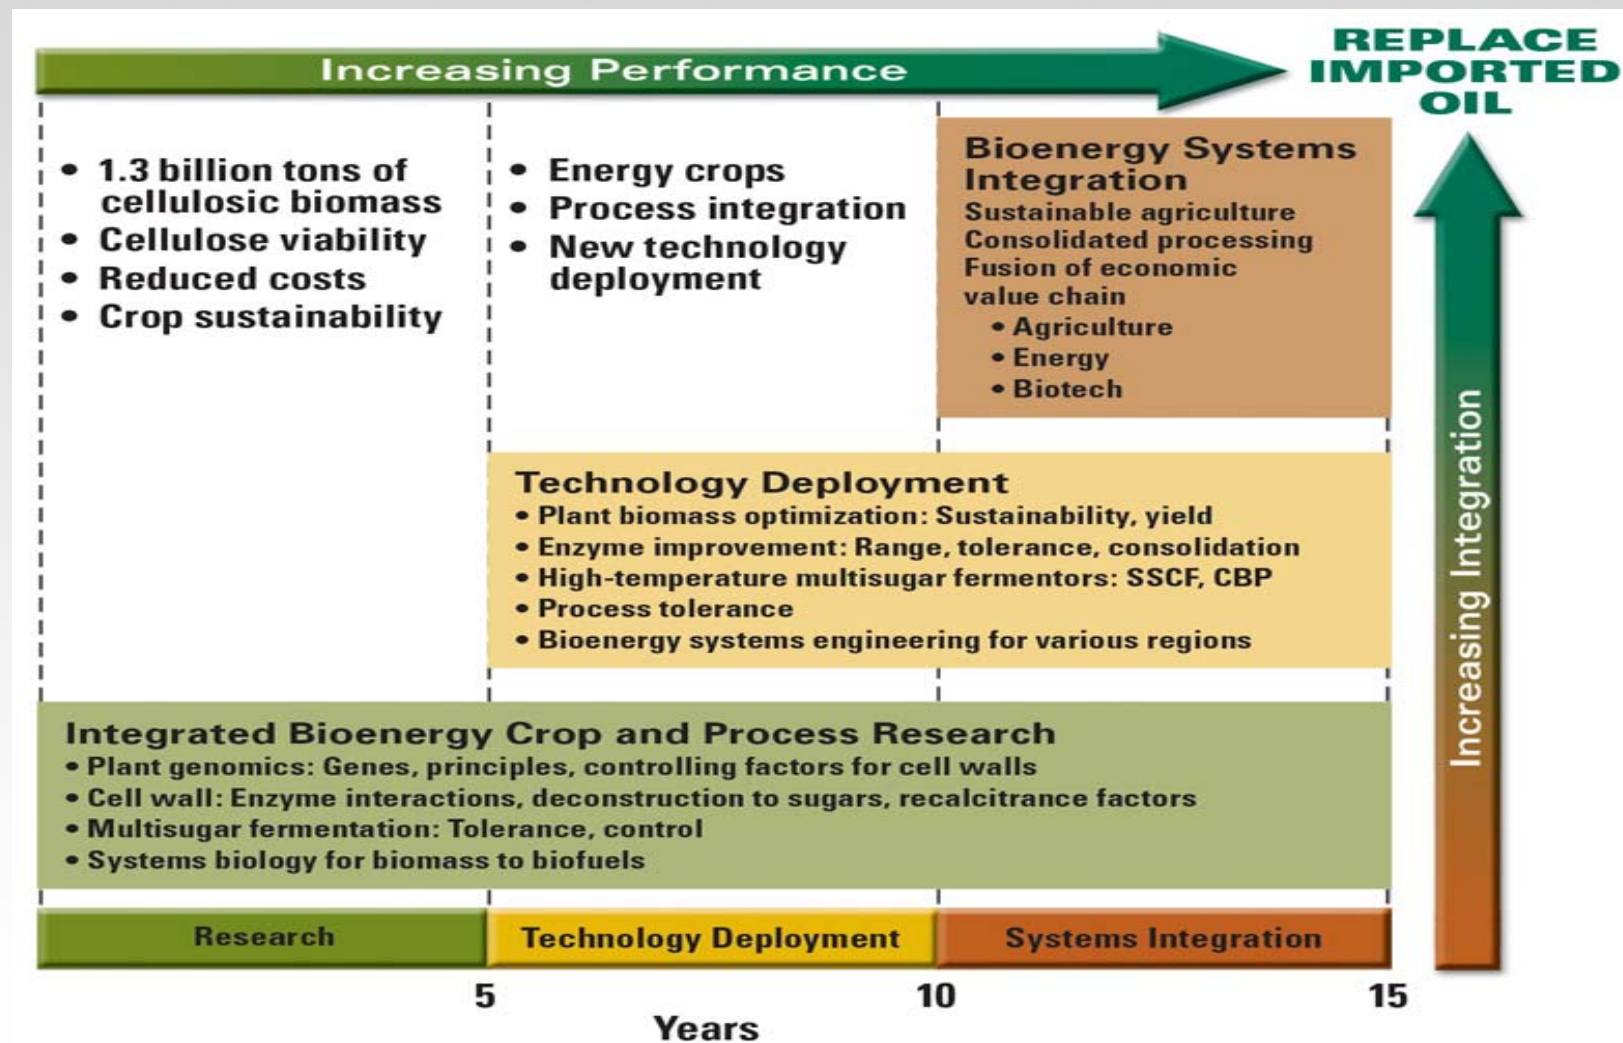 Increasing Performance
REPLACE
IMPORTED
OIL
• 1.3 billion tons of
cellulosic biomass
• Cellulose viability
• Reduced costs
• Crop sustainability
• Energy crops
• Process integration
• New technology
deployment
Bioenergy Systems
Integration
Sustainable agriculture
Consolidated processing
Fusion of economic
value chain
• Agriculture
• Energy
• Biotech
Technology Deployment
• Plant biomass optimization: Sustainability, yield
• Enzyme improvement: Range, tolerance, consolidation
• High-temperature multisugar fermentors: SSCF, CBP
• Process tolerance
• Bioenergy systems engineering for various regions
Integrated Bioenergy Crop and Process Research
• Plant genomics: Genes, principles, controlling factors for cell walls
• Cell wall: Enzyme interactions, deconstruction to sugars, recalcitrance factors
• Multisugar fermentation: Tolerance, control
• Systems biology for biomass to biofuels
Increasing Integration
Research
Technology Deployment
Systems Integration
5
10
15
Years